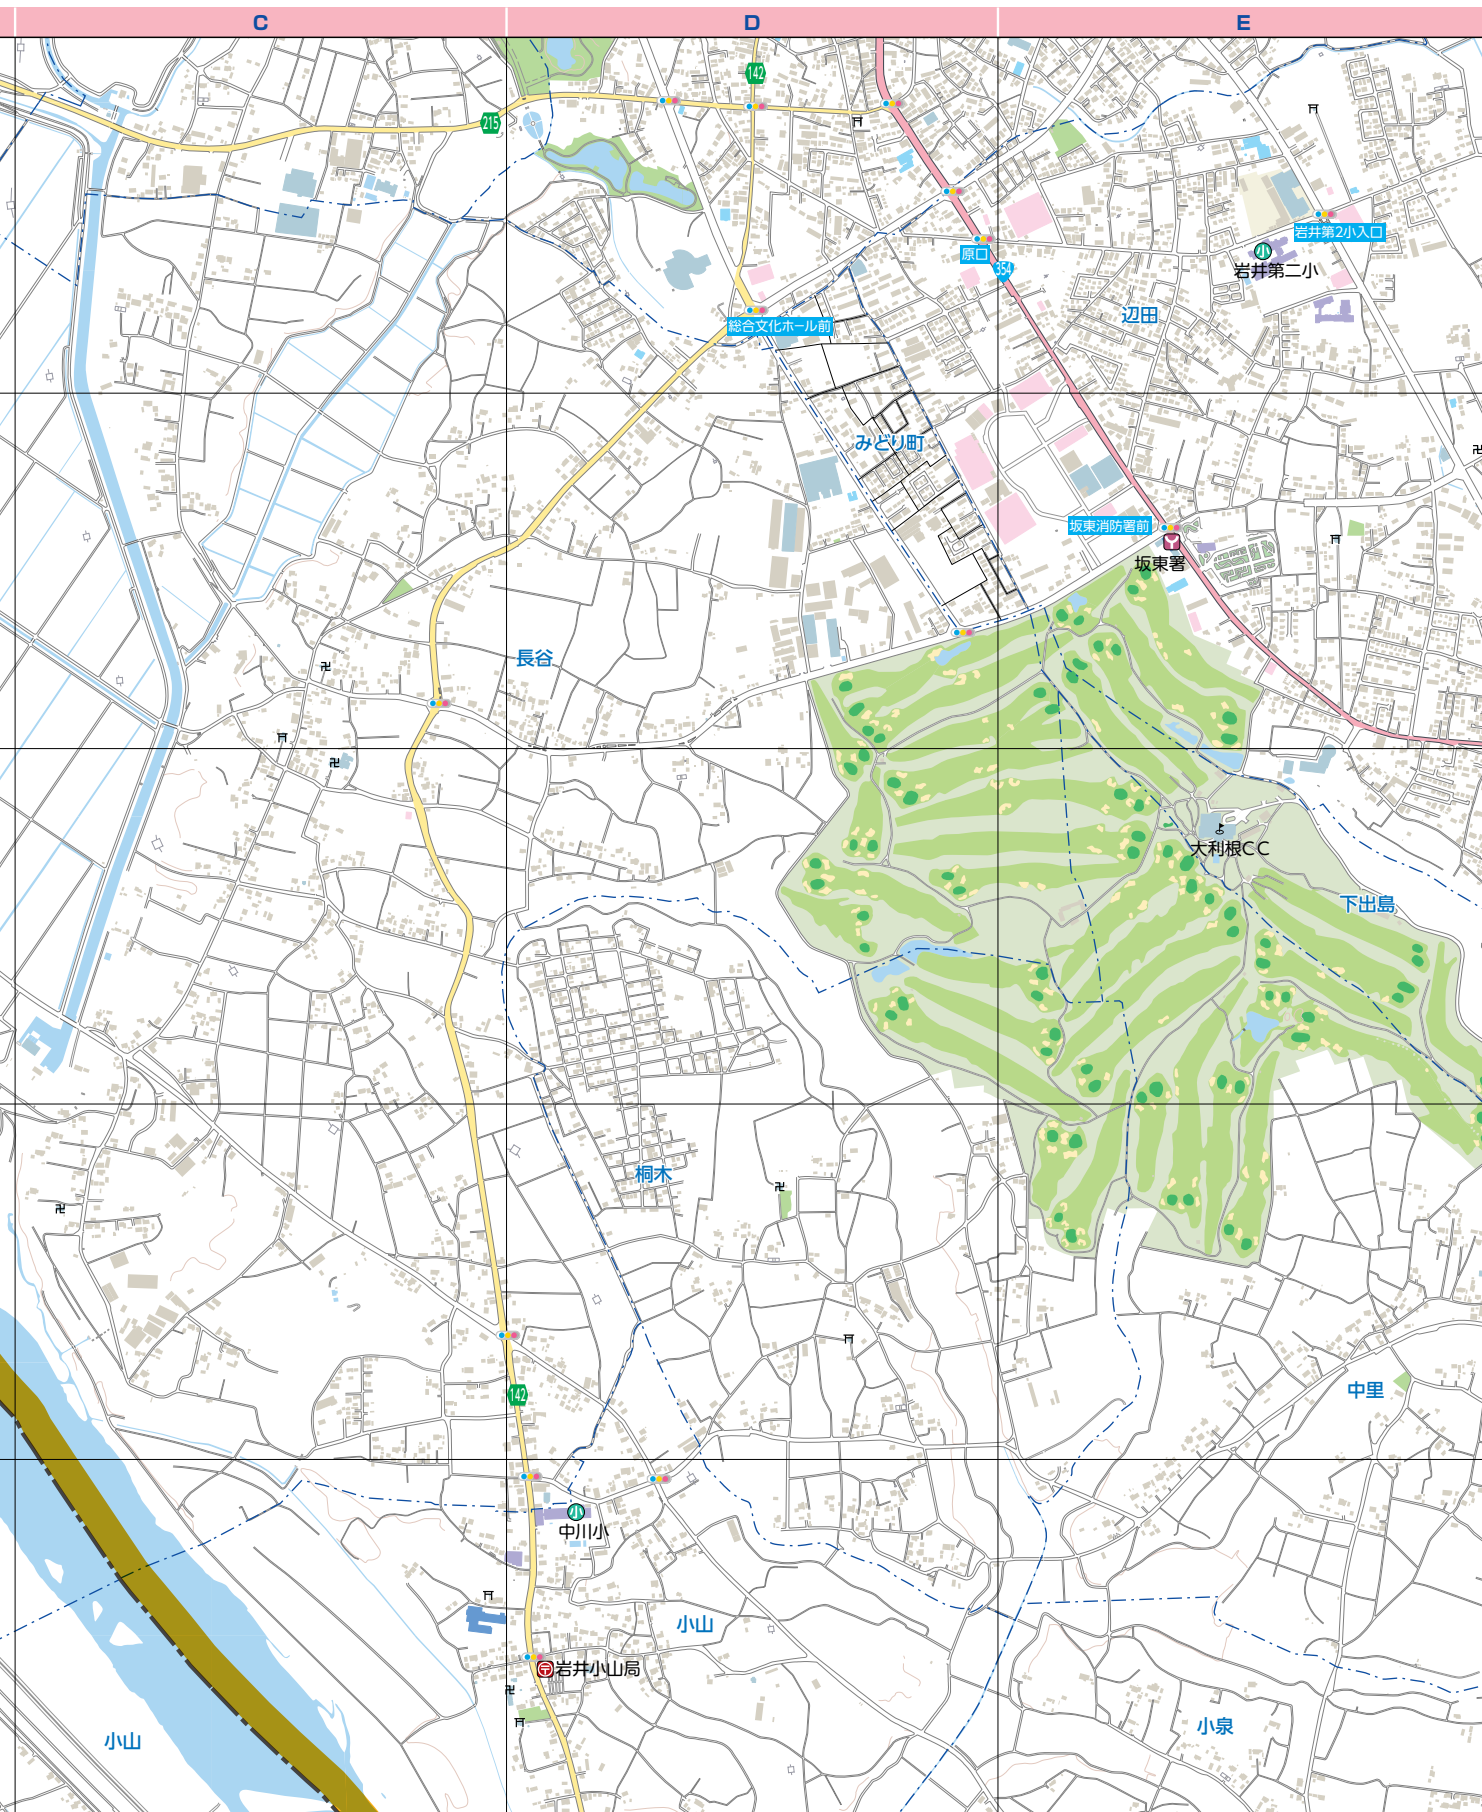 C
D
E
142
215
岩井第2小入口
原口
354
岩井第二小
辺田
総合文化ホール前
みどり町
坂東消防署前
坂東署
長谷
大利根CC
下出島
桐木
中里
142
中川小
小山
岩井小山局
小山
小泉